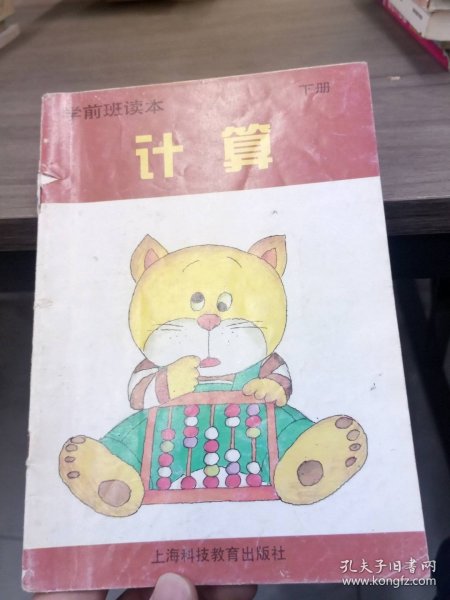 学前班读本
下册
计算
上海科技教育出版社
孔夫子旧书网
www.kongfz.com